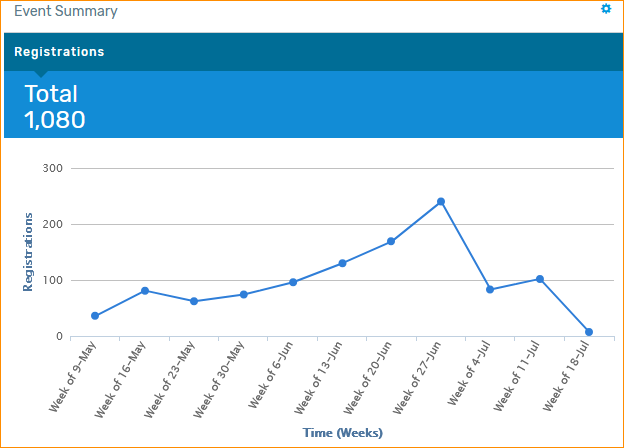 Event Summary
Registrations
Total
1,080
300
200
100
0
Registrations
Week of 9-May
Week of 16-May
Week of 23-May
Week of 30-May
Week of 6-Jun
Week of 13-Jun
Week of 20-Jun
Week of 27-Jun
Week of 4-Jul
Week of 11-Jul
Week of 18-Jul
Time (Weeks)